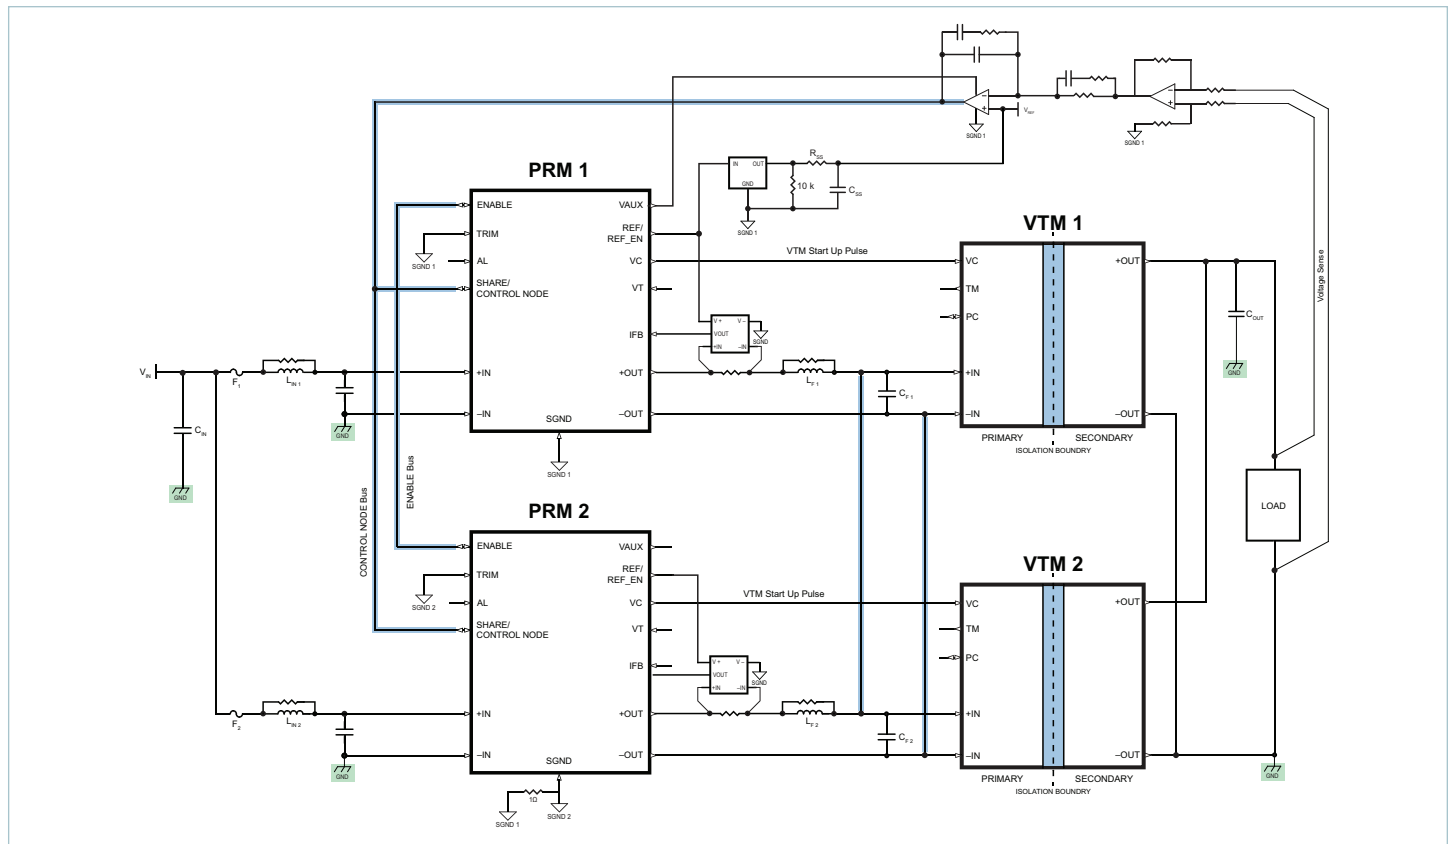 V REF
SGND 1
SGND 1
PRM 1
IN
OUT
GND
R SS
10 k
C SS
SGND 1
ENABLE
TRIM
SGND 1
AL
SHARE/
CONTROL NODE
+IN
–IN
VAUX
REF/
REF_EN
VC
VT
IFB
+OUT
–OUT
SGND
SGND 1
VTM Start Up Pulse
V +
V –
VOUT
+IN
–IN
SGND
L F 1
C F 1
VTM 1
VC
TM
PC
+IN
–IN
+OUT
–OUT
PRIMARY
SECONDARY
ISOLATION BOUNDRY
C OUT
GND
Voltage Sense
LOAD
V IN
F 1
L IN 1
C IN
GND
GND
CONTROL NODE Bus
ENABLE Bus
PRM 2
ENABLE
TRIM
SGND 2
AL
SHARE/
CONTROL NODE
+IN
–IN
VAUX
REF/
REF_EN
VC
VT
IFB
+OUT
–OUT
SGND
1Ω
SGND 1
SGND 2
VTM Start Up Pulse
V +
V –
VOUT
+IN
–IN
SGND
L F 2
C F 2
F 2
L IN 2
GND
VTM 2
VC
TM
PC
+IN
–IN
+OUT
–OUT
PRIMARY
SECONDARY
ISOLATION BOUNDRY
GND